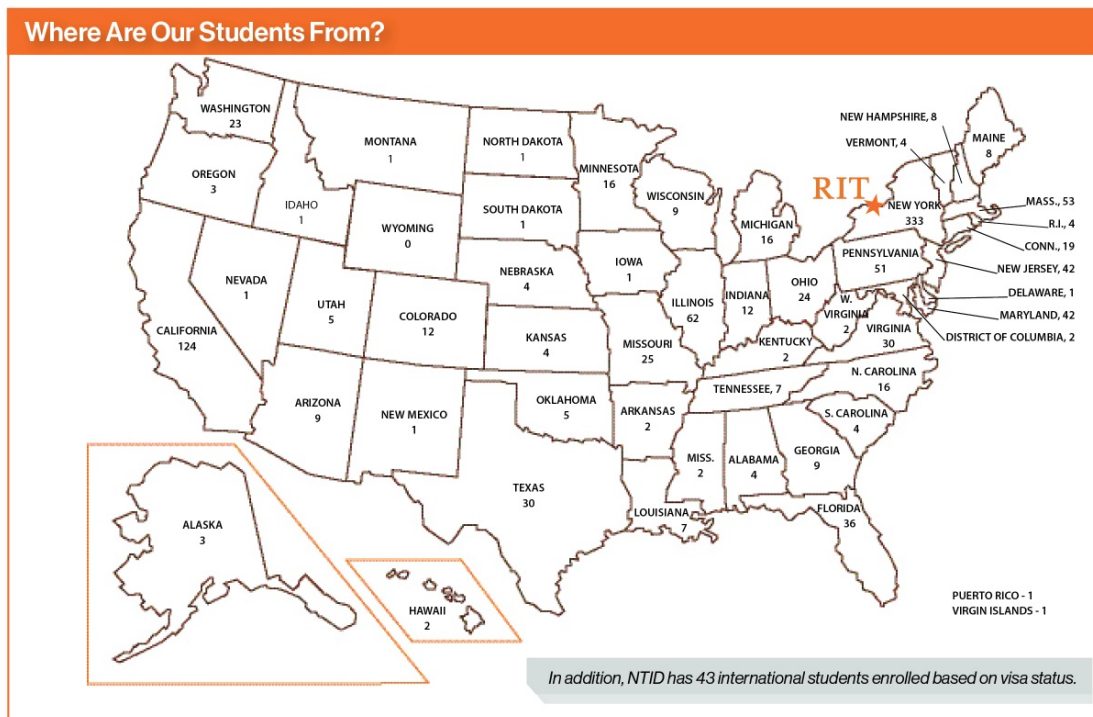 Where Are Our Students From?
WASHINGTON
23
OREGON
3
CALIFORNIA
124
NEVADA
1
IDAHO
1
MONTANA
1
WYOMING
0
UTAH
5
COLORADO
12
ARIZONA
9
NEW MEXICO
1
NORTH DAKOTA
1
SOUTH DAKOTA
1
NEBRASKA
4
KANSAS
4
OKLAHOMA
5
TEXAS
30
MINNESOTA
16
IOWA
1
MISSOURI
25
ARKANSAS
2
LOUISIANA
7
WISCONSIN
9
ILLINOIS
62
MICHIGAN
16
INDIANA
12
OHIO
24
KENTUCKY
2
TENNESSEE, 7
MISS.
2
ALABAMA
4
GEORGIA
9
FLORIDA
36
S. CAROLINA
4
N. CAROLINA
16
W.
VIRGINIA
2
VIRGINIA
30
PENNSYLVANIA
51
RIT
NEW YORK
333
NEW HAMPSHIRE, 8
VERMONT, 4
MAINE
8
MASS., 53
R.I., 4
CONN., 19
NEW JERSEY, 42
DELAWARE, 1
MARYLAND, 42
DISTRICT OF COLUMBIA, 2
ALASKA
3
HAWAII
2
PUERTO RICO - 1
VIRGIN ISLANDS - 1
In addition, NTID has 43 international students enrolled based on visa status.